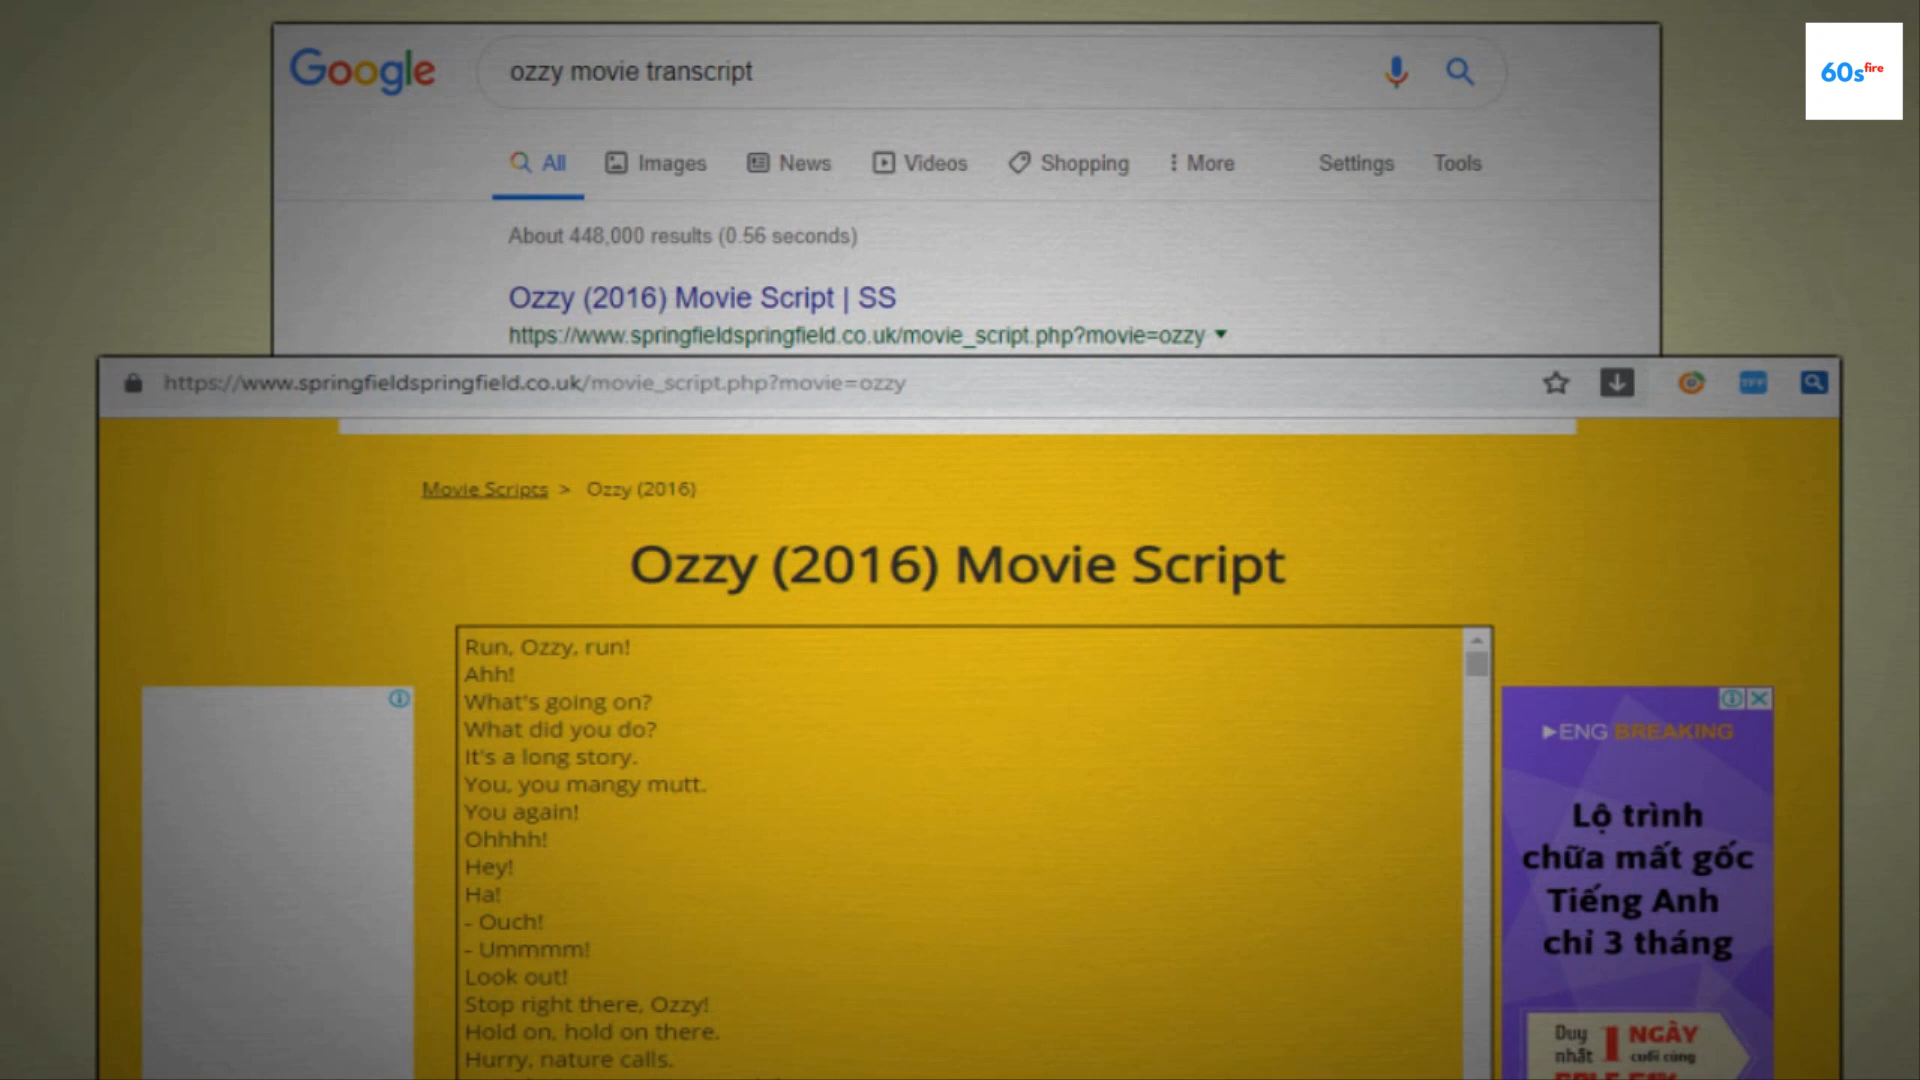 Google
ozzy movie transcript
60sfire
All Images News Videos Shopping More Settings Tools
About 448,000 results (0.56 seconds)
Ozzy (2016) Movie Script | SS
https://www.springfieldspringfield.co.uk/movie_script.php?movie=ozzy
https://www.springfieldspringfield.co.uk/movie_script.php?movie=ozzy
TFF
Movie Scripts > Ozzy (2016)
Ozzy (2016) Movie Script
Run, Ozzy, run!
Ahh!
What's going on?
What did you do?
It's a long story.
You, you mangy mutt.
You again!
Ohhhh!
Hey!
Ha!
- Ouch!
- Ummmm!
Look out!
Stop right there, Ozzy!
Hold on, hold on there.
Hurry, nature calls.
ENG BREAKING
Lộ trình
chữa mất gốc
Tiếng Anh
chỉ 3 tháng
Duy nhất 1 NGÀY
cuối cùng